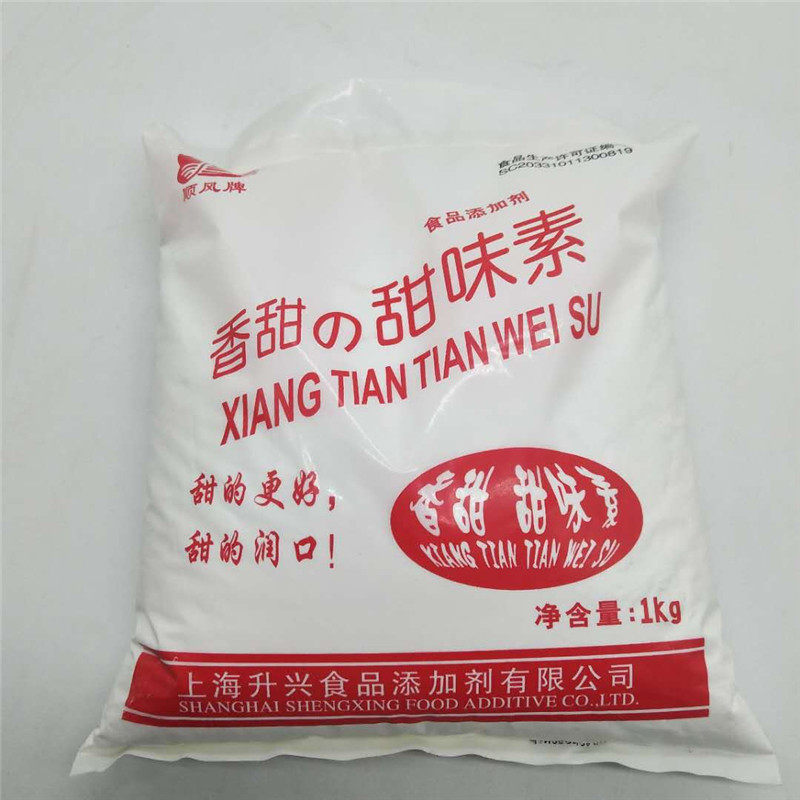 顺风牌
食品生产许可证编
SC20331011300819
食品添加剂
香甜の甜味素
XIANG TIAN TIAN WEI SU
甜的更好，
甜的润口！
香甜 甜味素
XIANG TIAN TIAN WEI SU
净含量：1kg
上海升兴食品添加剂有限公司
SHANGHAI SHENGXING FOOD ADDITIVE CO.,LTD.